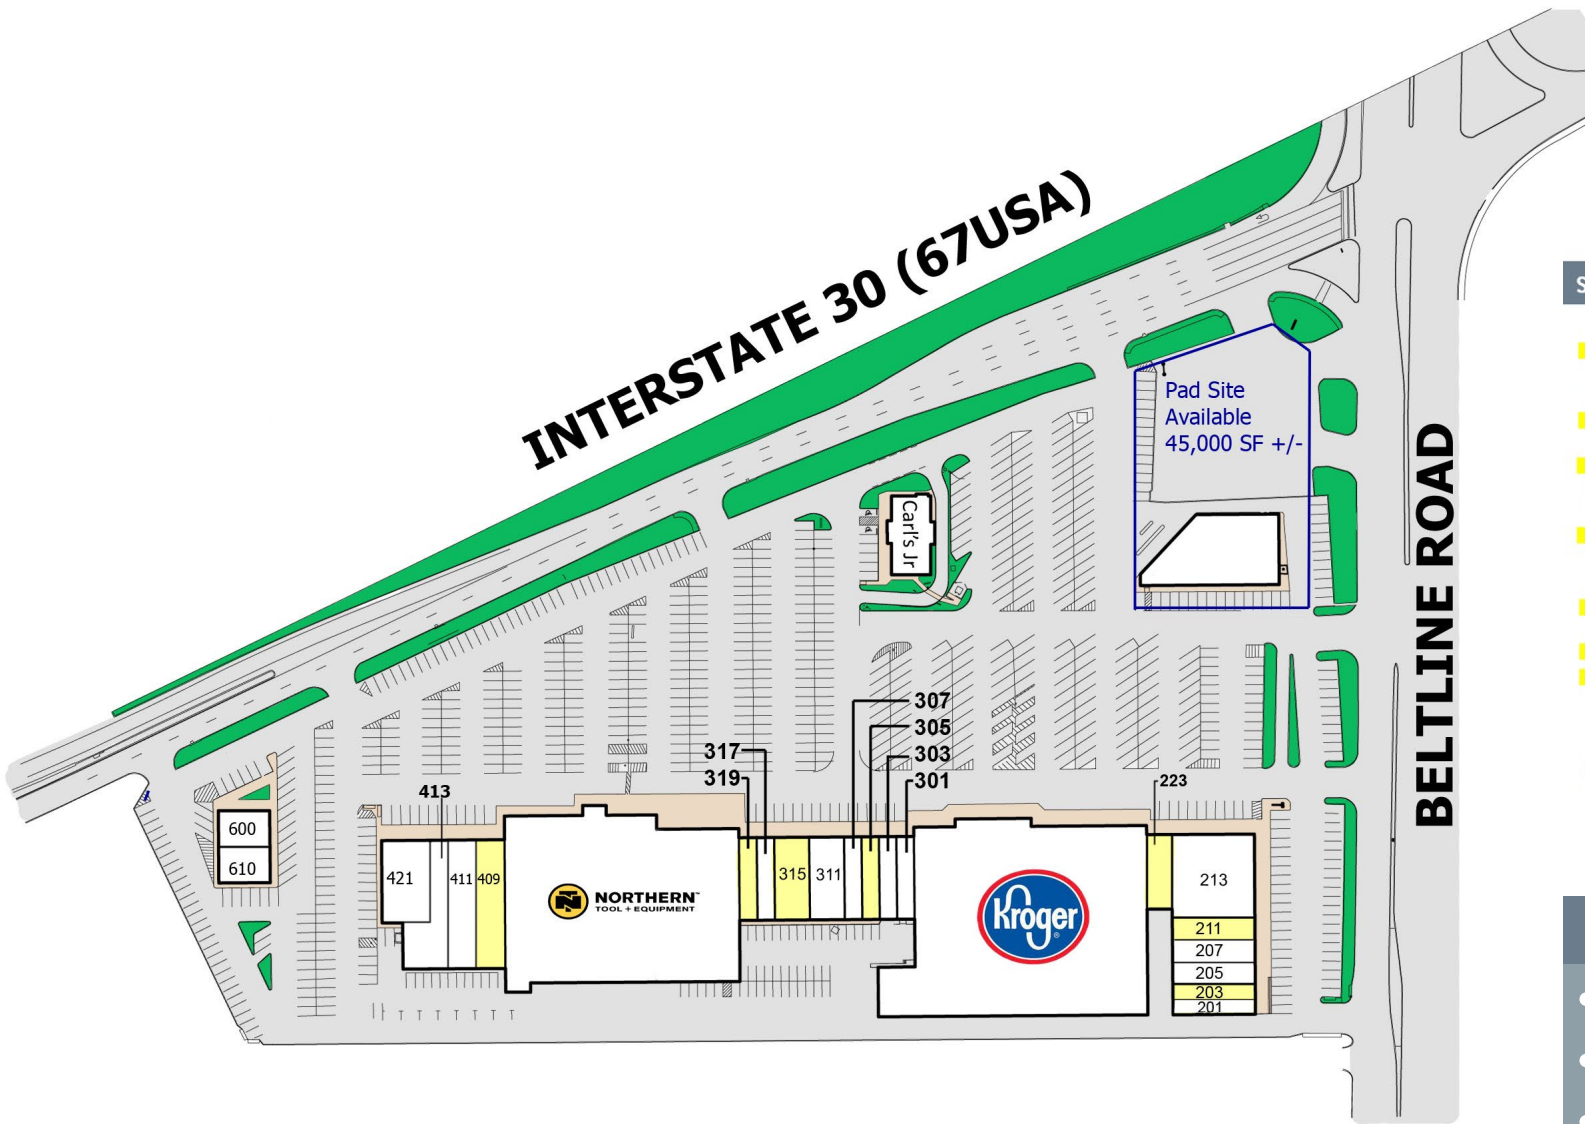 INTERSTATE 30 (67USA)
S
Pad Site
Available
45,000 SF +/-
BELTLINE ROAD
Carl's Jr
307
305
303
301
317
319
413
223
600
610
421
411
409
NORTHERN
TOOL + EQUIPMENT
315
311
Kroger
213
211
207
205
203
201